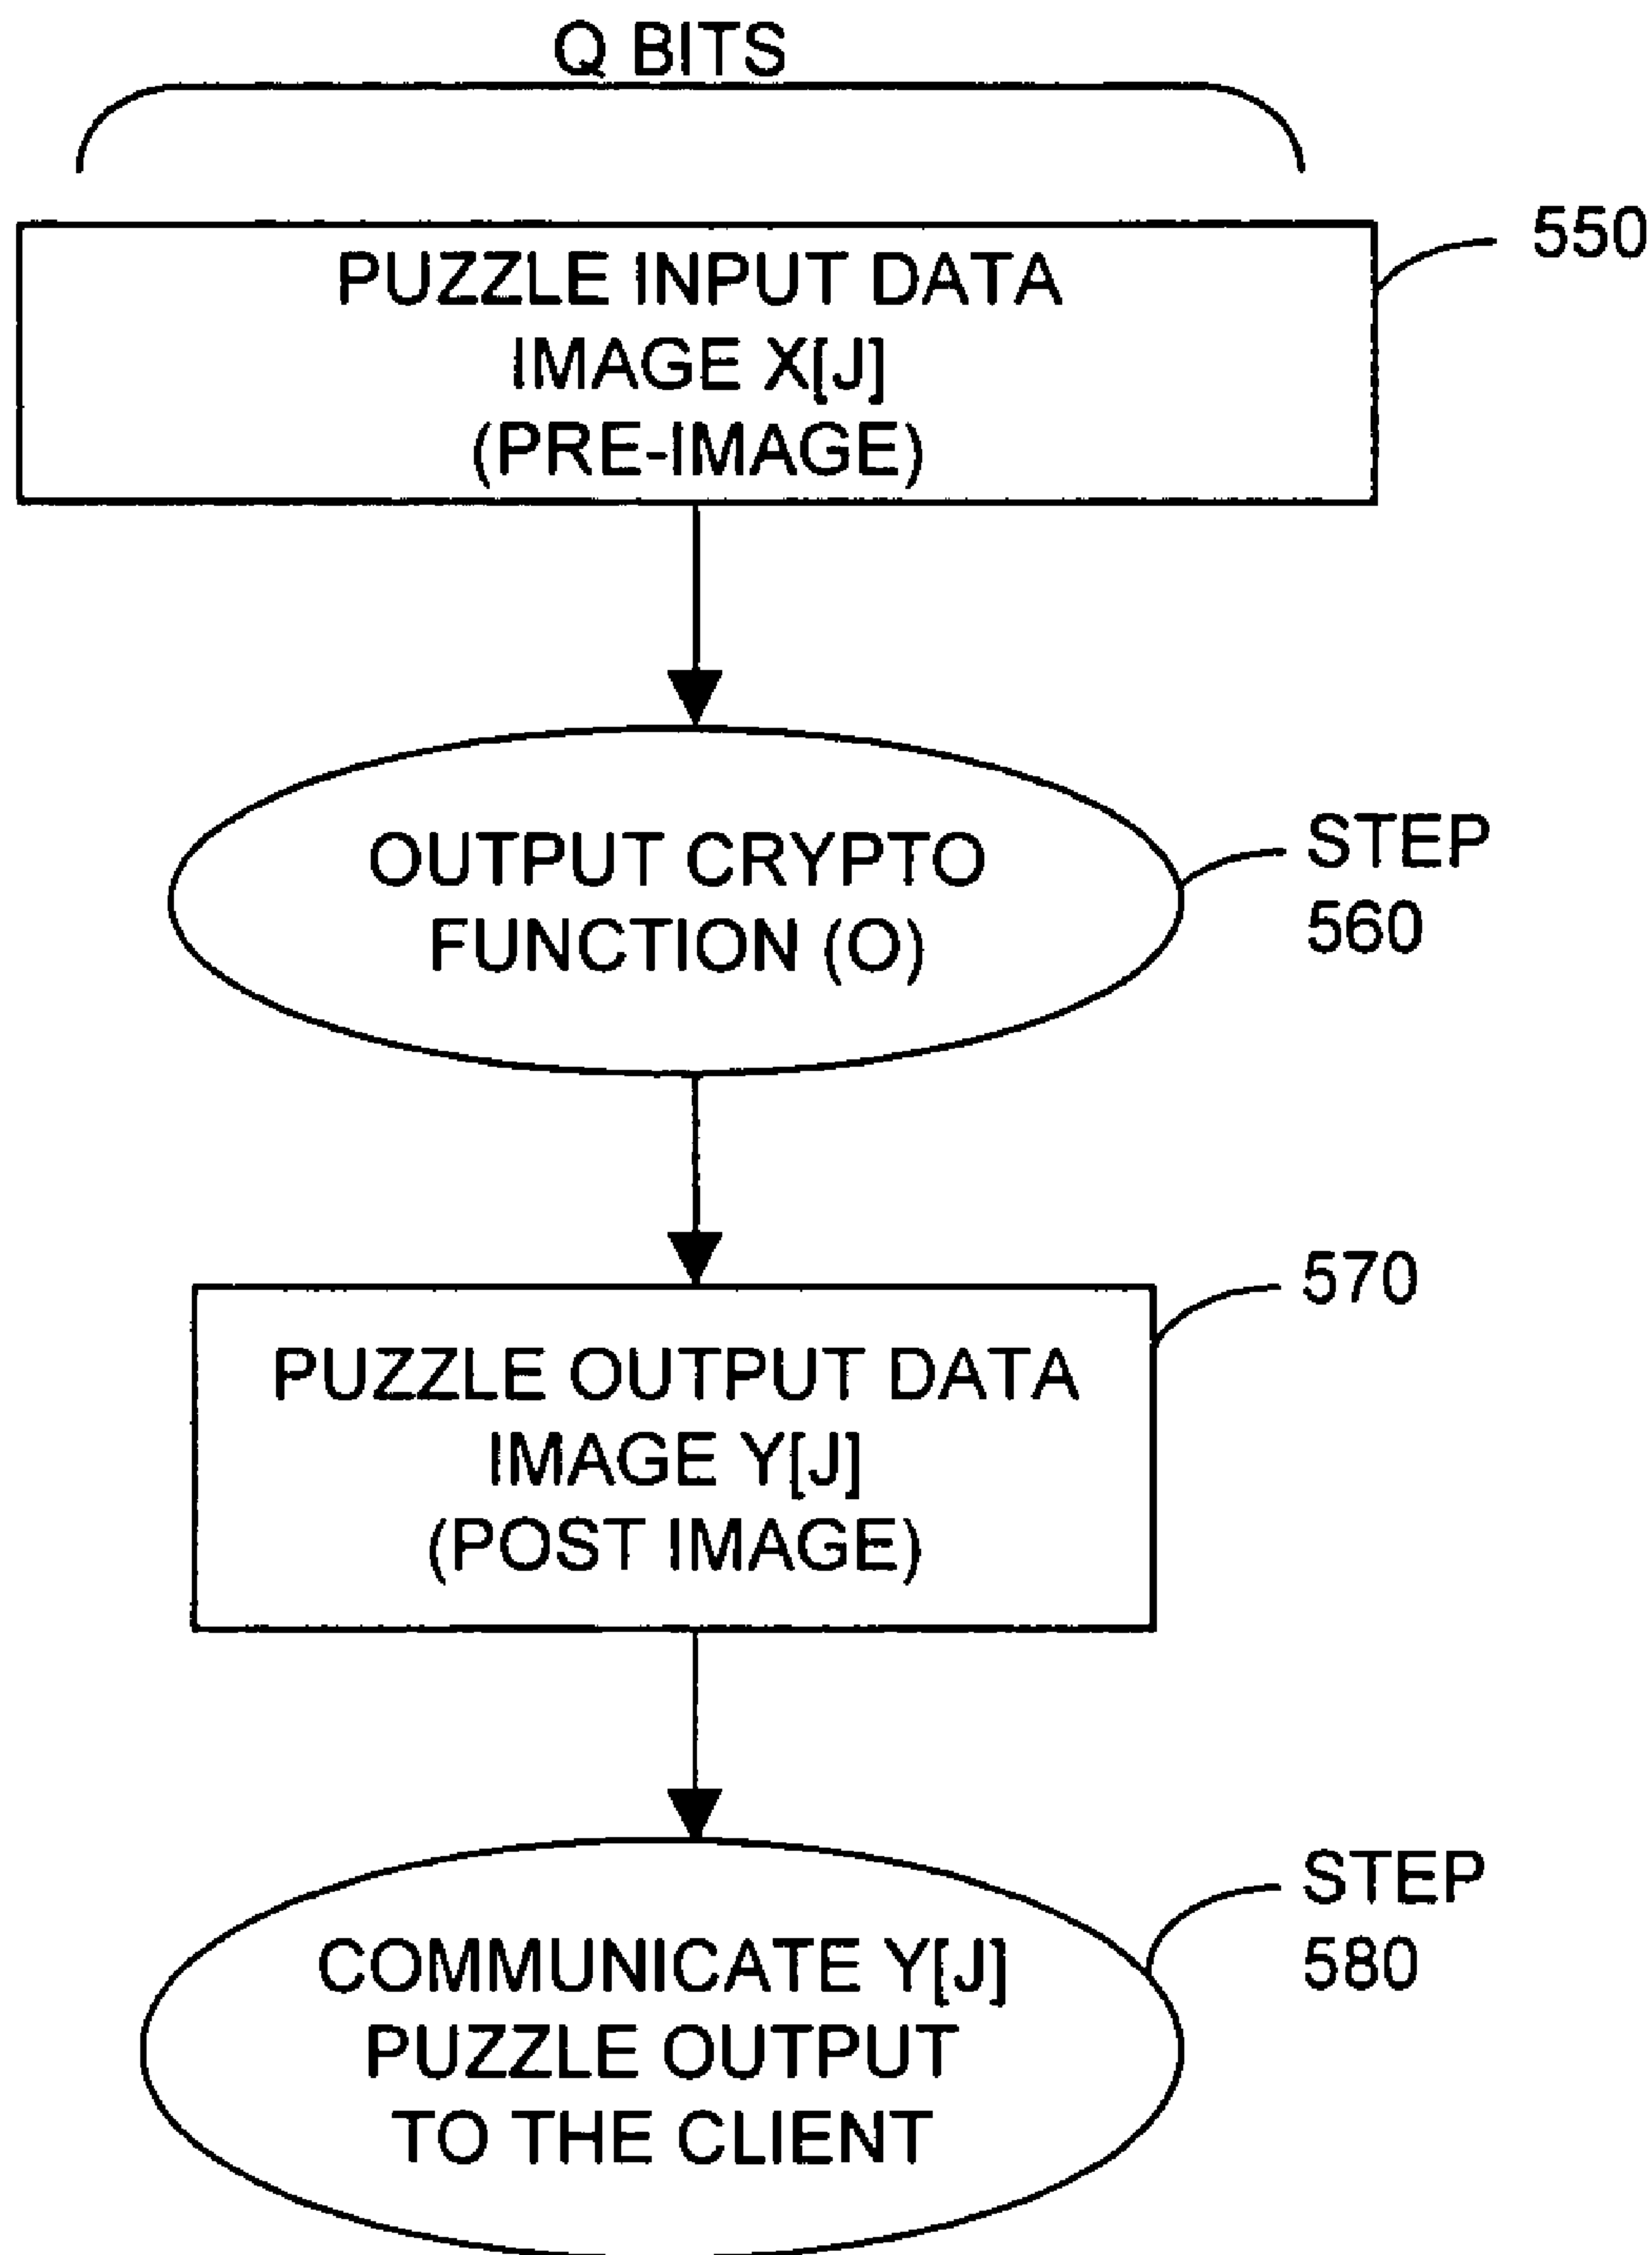 Q BITS
550
PUZZLE INPUT DATA
IMAGE X[J]
(PRE-IMAGE)
OUTPUT CRYPTO
FUNCTION (O)
STEP
560
570
PUZZLE OUTPUT DATA
IMAGE Y[J]
(POST IMAGE)
STEP
580
COMMUNICATE Y[J]
PUZZLE OUTPUT
TO THE CLIENT